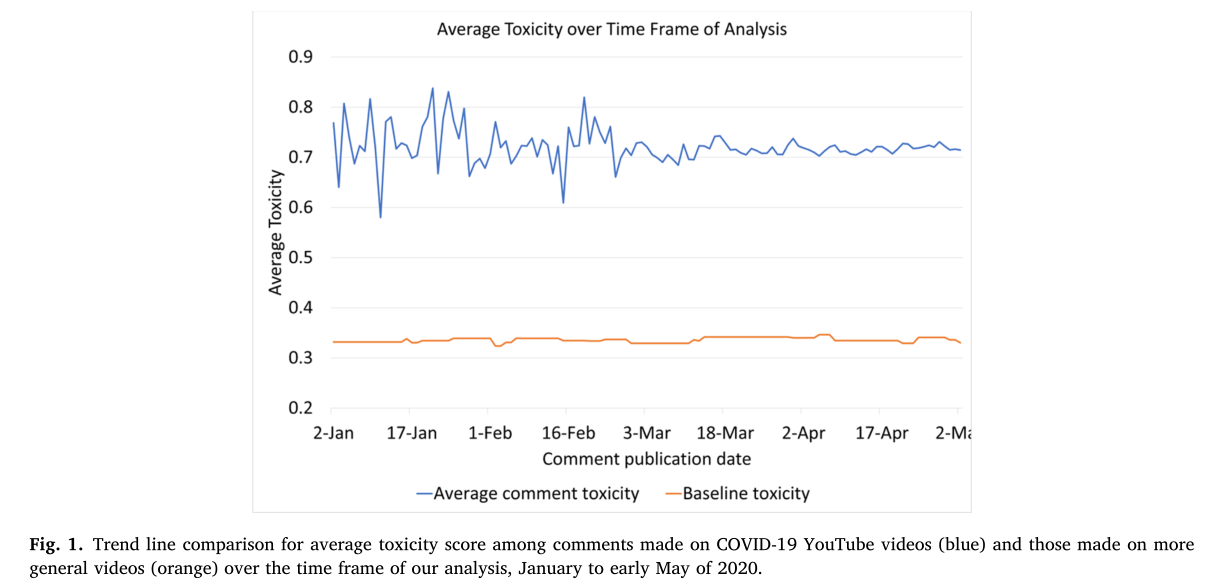 Average Toxicity over Time Frame of Analysis
0.9
0.8
0.7
0.6
0.5
0.4
0.3
0.2
Average Toxicity
2-Jan 17-Jan 1-Feb 16-Feb 3-Mar 18-Mar 2-Apr 17-Apr 2-Ma
Comment publication date
Average comment toxicity Baseline toxicity
Fig. 1. Trend line comparison for average toxicity score among comments made on COVID-19 YouTube videos (blue) and those made on more
general videos (orange) over the time frame of our analysis, January to early May of 2020.